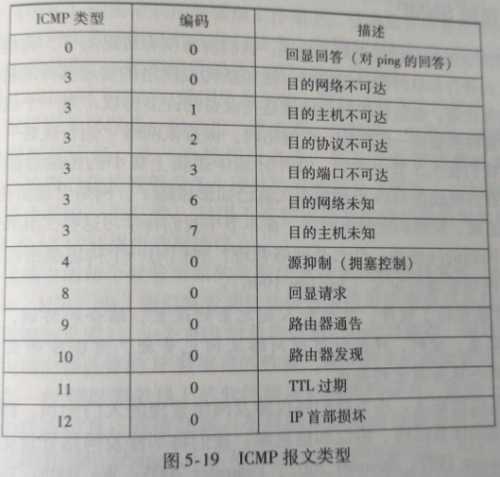 ICMP 类型 编码 描述
0 0 回显回答（对 ping 的回答）
3 0 目的网络不可达
3 1 目的主机不可达
3 2 目的协议不可达
3 3 目的端口不可达
3 6 目的网络未知
3 7 目的主机未知
4 0 源抑制（拥塞控制）
8 0 回显请求
9 0 路由器通告
10 0 路由器发现
11 0 TTL 过期
12 0 IP 首部损坏
图 5-19 ICMP 报文类型